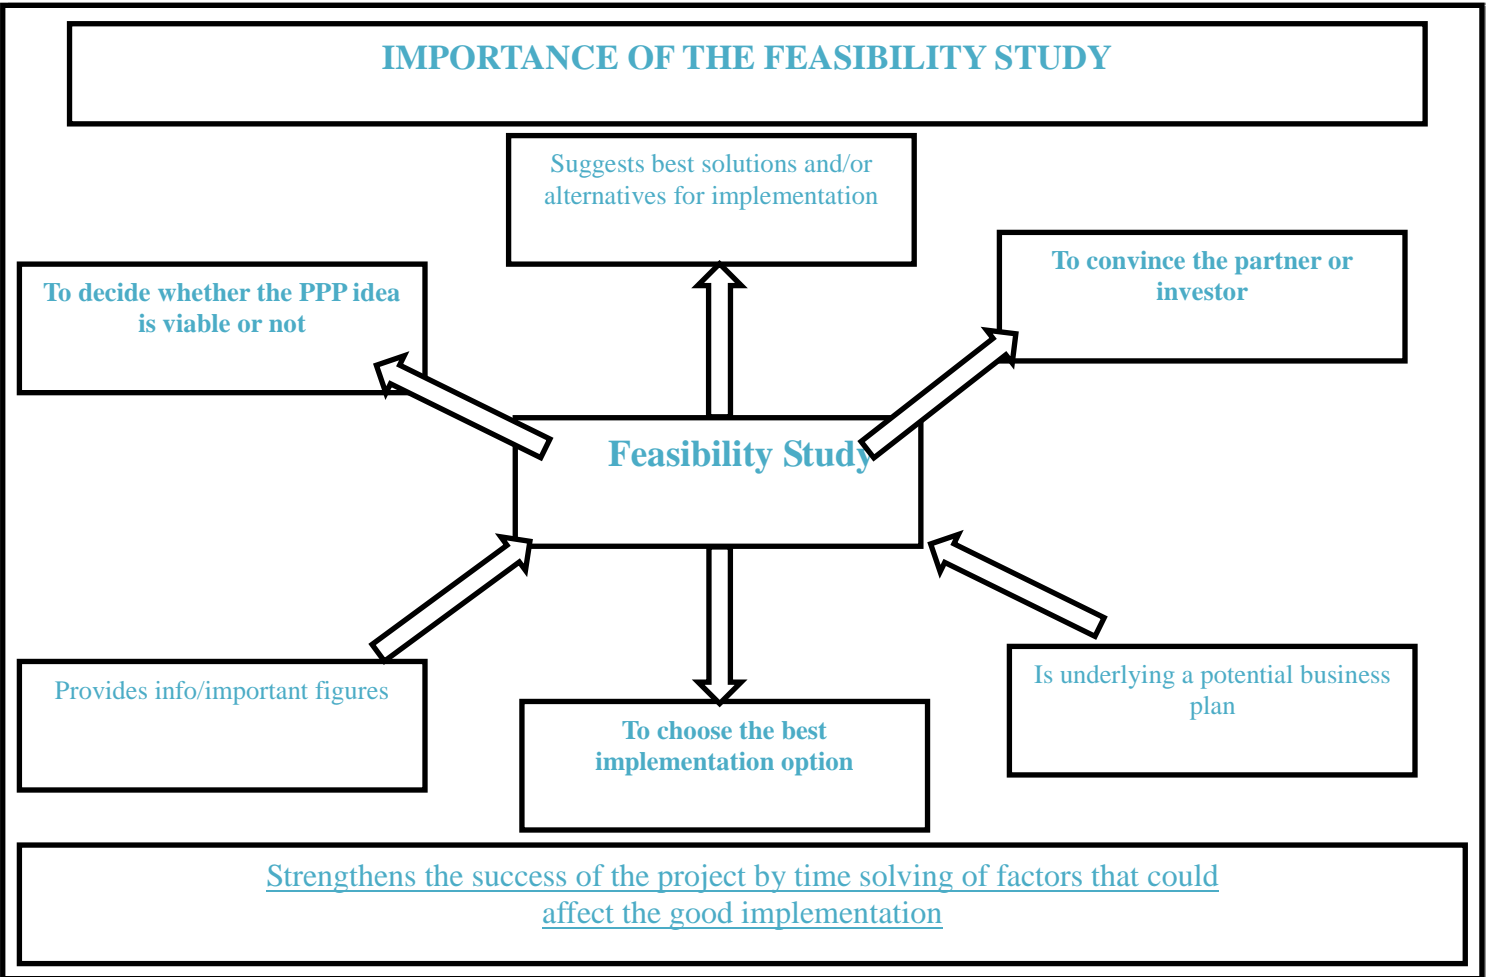 IMPORTANCE OF THE FEASIBILITY STUDY
Suggests best solutions and/or
alternatives for implementation
To convince the partner or
investor
To decide whether the PPP idea
is viable or not
Feasibility Study
Provides info/important figures
Is underlying a potential business
plan
To choose the best
implementation option
Strengthens the success of the project by time solving of factors that could
affect the good implementation